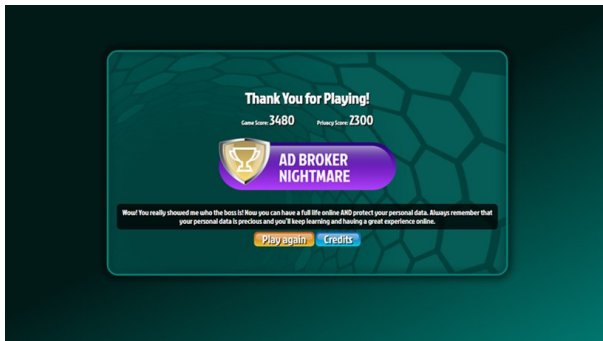 Thank You for Playing!
Game Score: 3480 Privacy Score: 2300
AD BROKER
NIGHTMARE
Wow! You really showed me who the boss is! Now you can have a full life online AND protect your personal data. Always remember that
your personal data is precious and you'll keep learning and having a great experience online.
Play again Credits